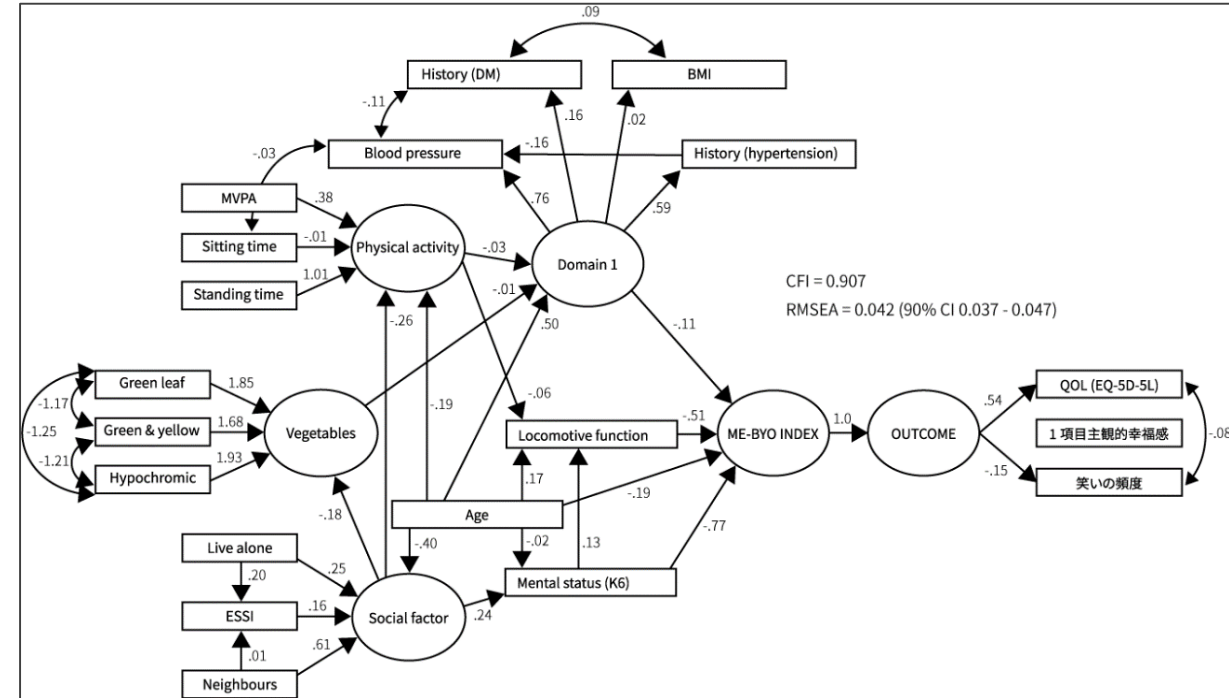 .09
History (DM)
BMI
-.11
.16
.02
-.03
Blood pressure
-.16
History (hypertension)
MVPA
.38
.76
.59
Sitting time
-.01
Physical activity
-.03
Domain 1
Standing time
1.01
-.01
CFI = 0.907
RMSEA = 0.042 (90% CI 0.037 - 0.047)
-.26
.50
-.11
Green leaf
1.85
-1.17
-.19
-.06
QOL (EQ-5D-5L)
.54
-1.25
Green & yellow
1.68
Vegetables
Locomotive function
-.51
ME-BYO INDEX
1.0
OUTCOME
1 項目主観的幸福感
-.08
-1.21
Hypochromic
1.93
-.15
笑いの頻度
.17
-.19
-.18
Age
-.77
Live alone
-.40
-.02
.13
.25
.20
Mental status (K6)
ESSI
.16
Social factor
.24
.01
.61
Neighbours